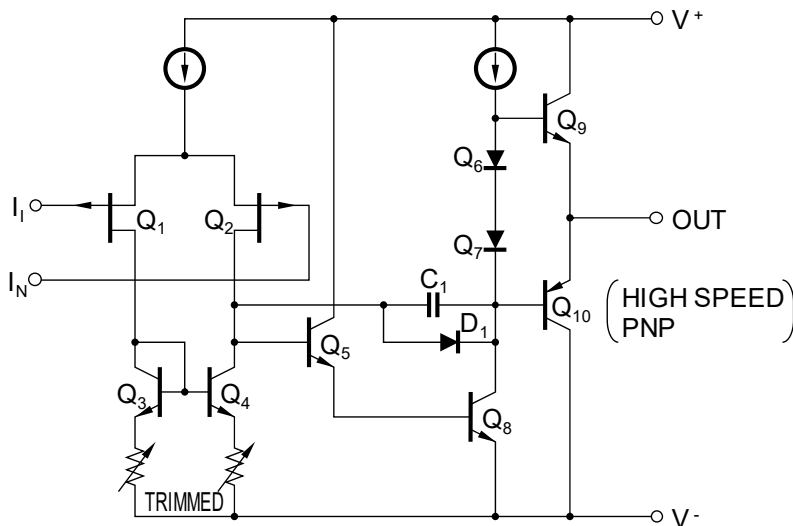 V+
Q9
Q6
II
Q1
Q2
OUT
Q7
IN
C1
Q10
HIGH SPEED
PNP
D1
Q5
Q3
Q4
Q8
TRIMMED
V-